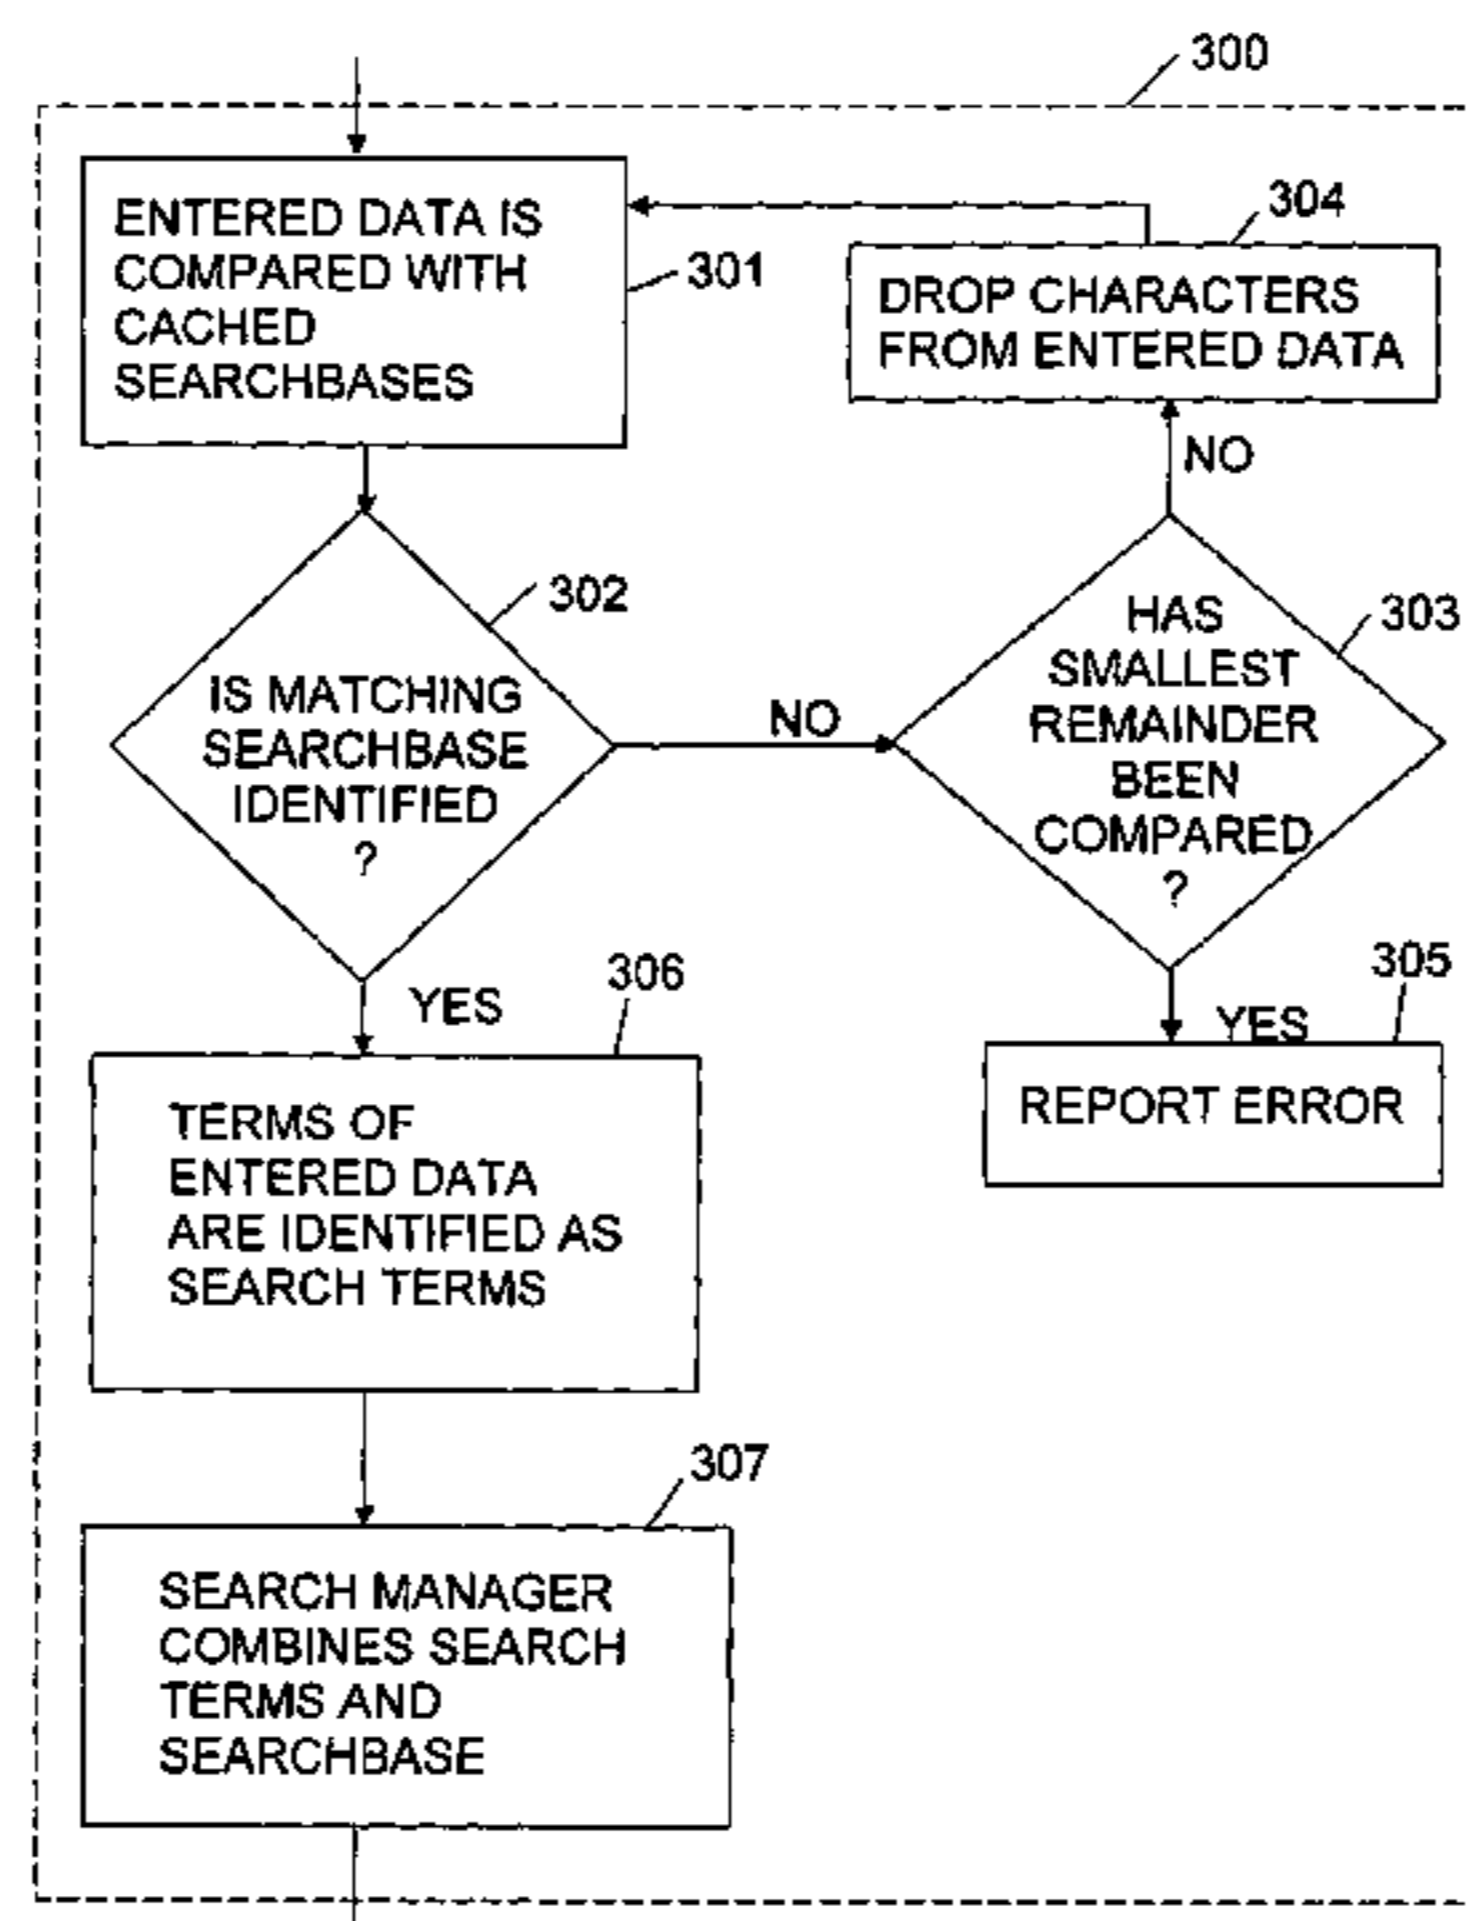 300
ENTERED DATA IS
COMPARED WITH
CACHED
SEARCHBASES
301
304
DROP CHARACTERS
FROM ENTERED DATA
NO
302
IS MATCHING
SEARCHBASE
IDENTIFIED
?
NO
303
HAS
SMALLEST
REMAINDER
BEEN
COMPARED
?
YES
306
YES
305
REPORT ERROR
TERMS OF
ENTERED DATA
ARE IDENTIFIED AS
SEARCH TERMS
307
SEARCH MANAGER
COMBINES SEARCH
TERMS AND
SEARCHBASE